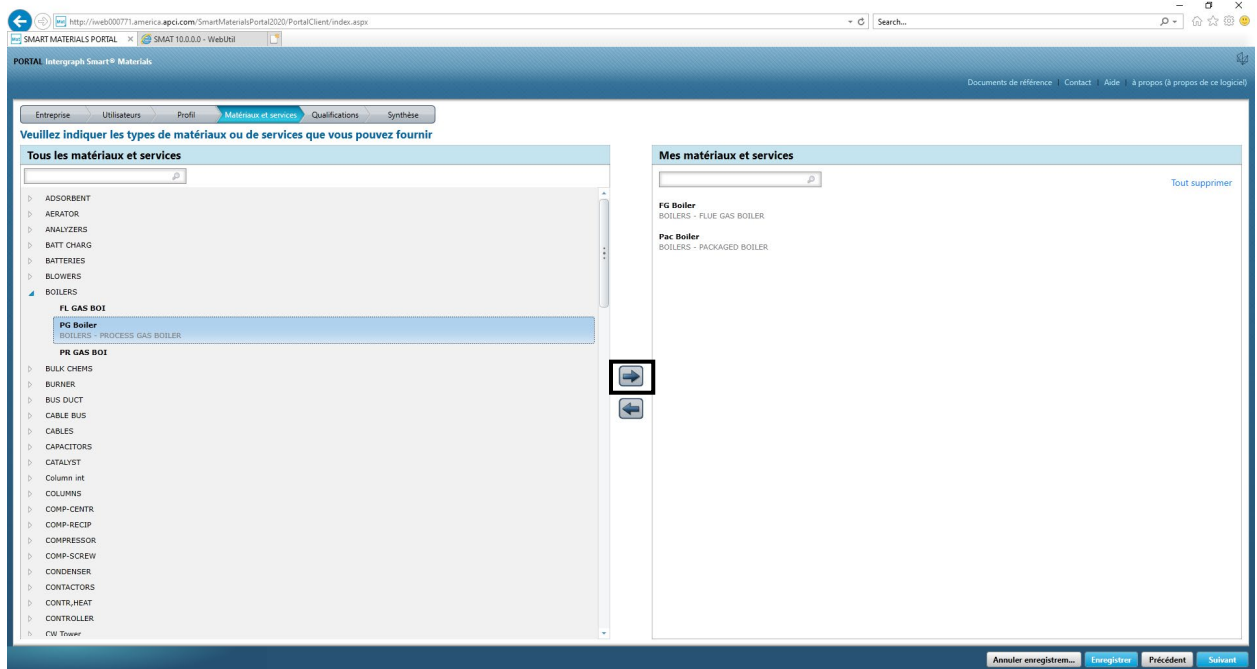 http://iweb000771.america.apci.com/SmartMaterialsPortal2020/PortalClient/index.aspx
Search...
SMART MATERIALS PORTAL
SMAT 10.0.0.0 - WebUtil
PORTAL Intergraph Smart® Materials
Documents de référence | Contact | Aide | à propos (à propos de ce logiciel)
Entreprise Utilisateurs Profil Matériaux et services Qualifications Synthèse
Veuillez indiquer les types de matériaux ou de services que vous pouvez fournir
Tous les matériaux et services
ADSORBENT
AERATOR
ANALYZERS
BATT CHARG
BATTERIES
BLOWERS
BOILERS
FL GAS BOI
PG Boiler
BOILERS - PROCESS GAS BOILER
PR GAS BOI
BULK CHEMS
BURNER
BUS DUCT
CABLE BUS
CABLES
CAPACITORS
CATALYST
Column int
COLUMNS
COMP-CENTR
COMP-RECIP
COMPRESSOR
COMP-SCREW
CONDENSER
CONTACTORS
CONTR,HEAT
CONTROLLER
CW Tower
Mes matériaux et services
Tout supprimer
FG Boiler
BOILERS - FLUE GAS BOILER
Pac Boiler
BOILERS - PACKAGED BOILER
Annuler enregistrem... Enregistrer Précédent Suivant